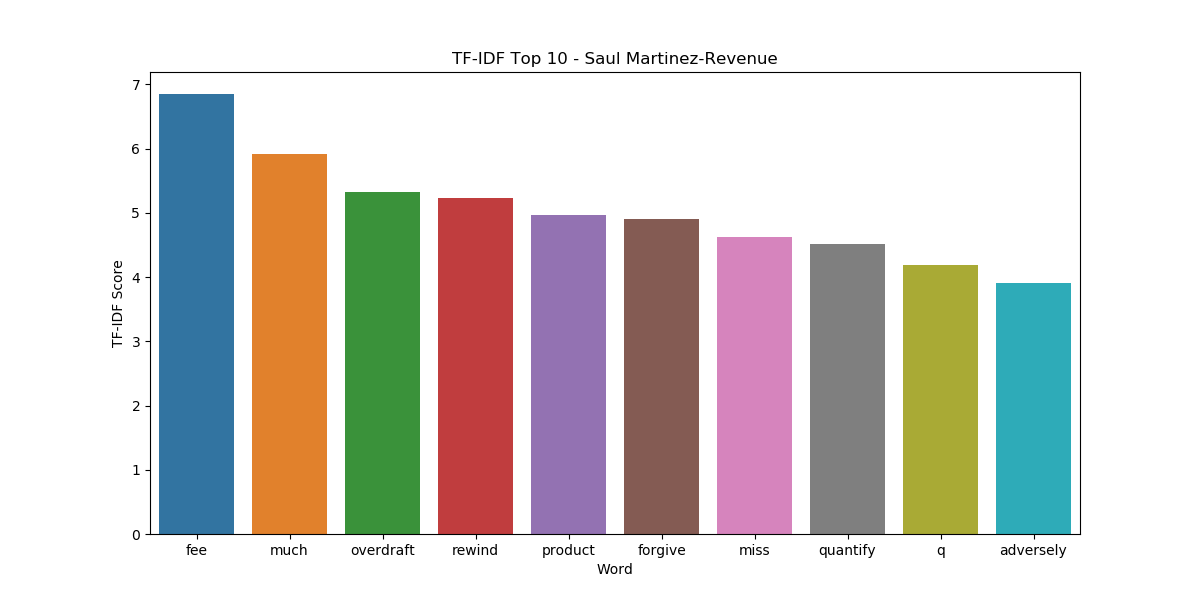 TF-IDF Top 10 - Saul Martinez-Revenue
TF-IDF Score
7
6
5
4
3
2
1
0
fee much overdraft rewind product forgive miss quantify q adversely
Word